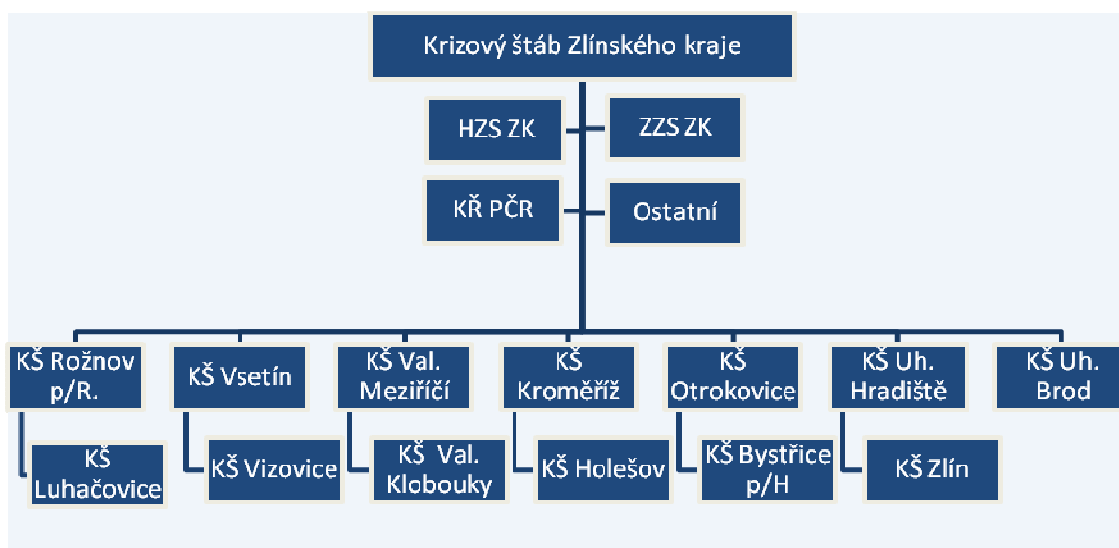 Krizový štáb Zlínského kraje
HZS ZK
ZZS ZK
KŘ PČR
Ostatní
KŠ Rožnov
p/R.
KŠ Vsetín
KŠ Val.
Meziříčí
KŠ
Kroměříž
KŠ
Otrokovice
KŠ Uh.
Hradiště
KŠ Uh.
Brod
KŠ
Luhačovice
KŠ Vizovice
KŠ Val.
Klobouky
KŠ Holešov
KŠ Bystřice
p/H
KŠ Zlín